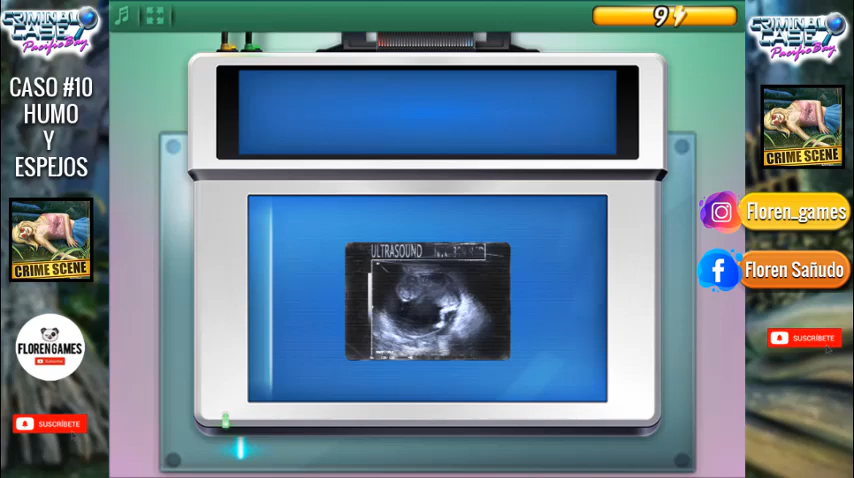 CRIMINAL
CASE
Pacific Bay
CASO #10
HUMO
Y
ESPEJOS
CRIME SCENE
FLOREN GAMES
SUSCRÍBETE
9
ULTRASOUND
CRIMINAL
CASE
Pacific Bay
CRIME SCENE
Floren_games
Floren Sañudo
SUSCRÍBETE